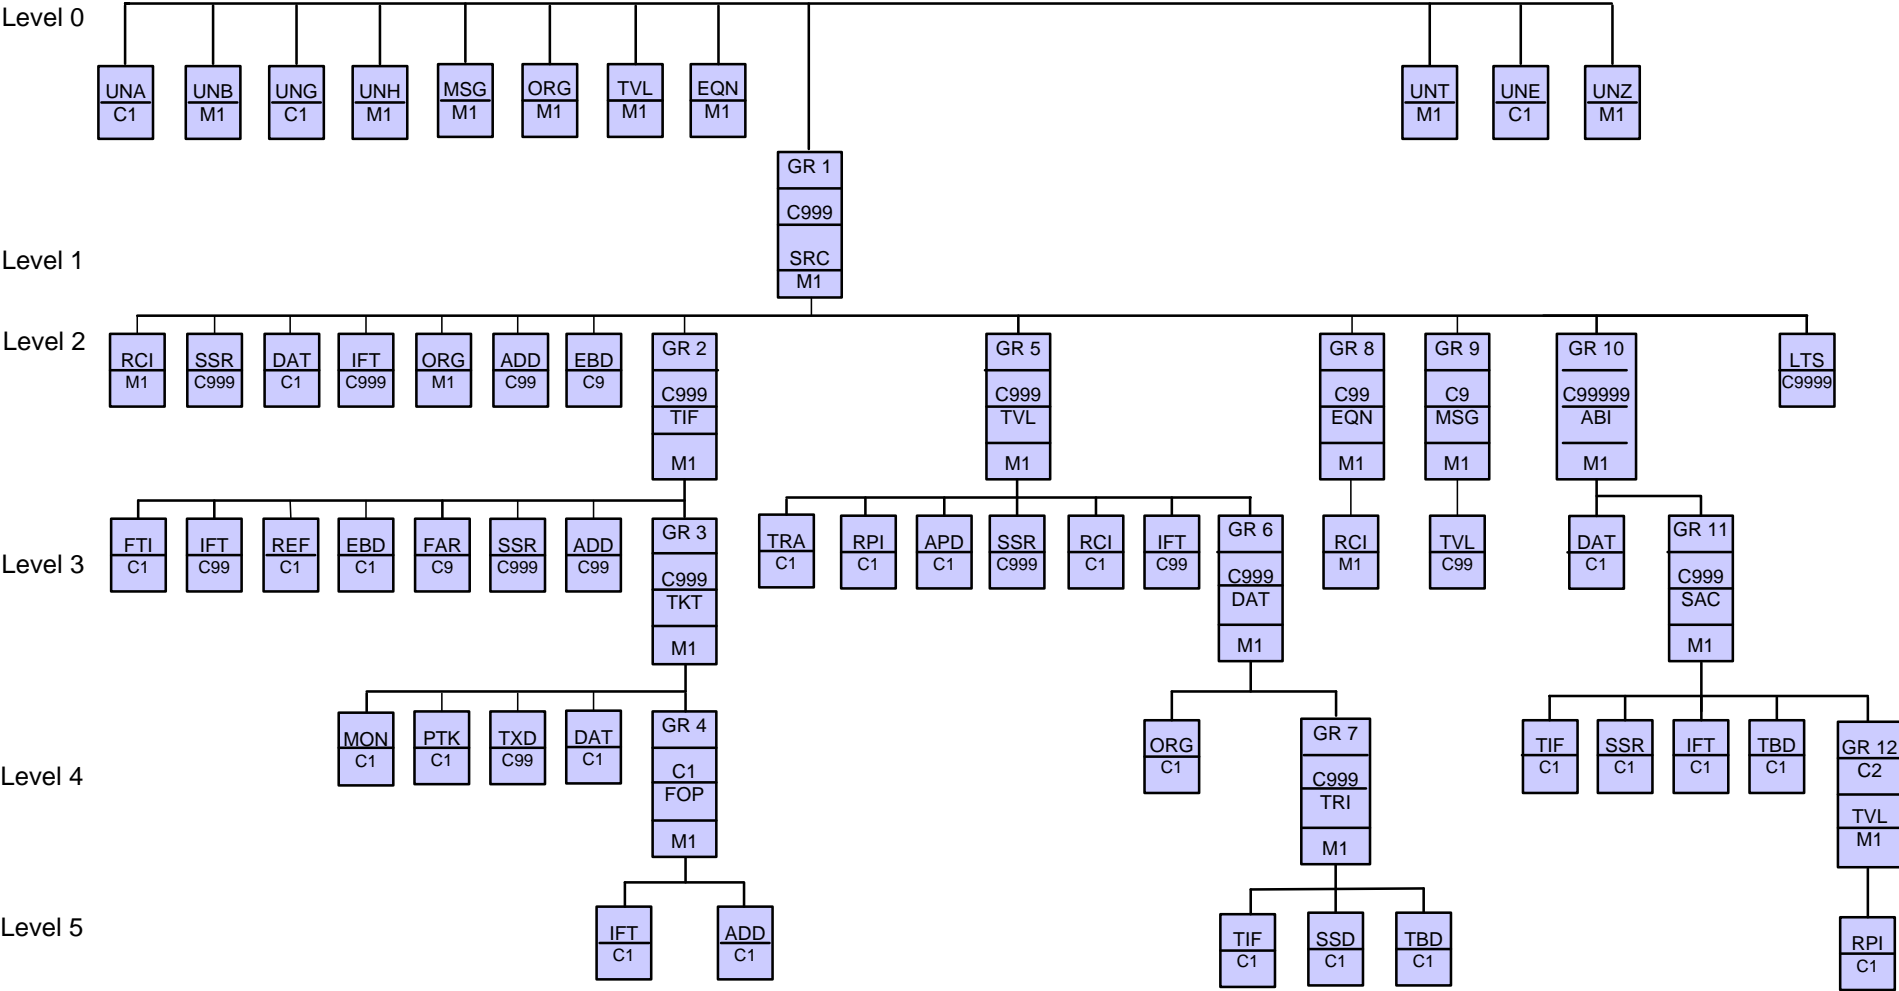 Level 0
UNA
C1
UNB
M1
UNG
C1
UNH
M1
MSG
M1
ORG
M1
TVL
M1
EQN
M1
UNT
M1
UNE
C1
UNZ
M1
GR 1
C999
SRC
M1
Level 1
Level 2
RCI
M1
SSR
C999
DAT
C1
IFT
C999
ORG
M1
ADD
C99
EBD
C9
GR 2
C999
TIF
M1
GR 5
C999
TVL
M1
GR 8
C99
EQN
M1
GR 9
C9
MSG
M1
GR 10
C99999
ABI
M1
LTS
C9999
Level 3
FTI
C1
IFT
C99
REF
C1
EBD
C1
FAR
C9
SSR
C999
ADD
C99
GR 3
C999
TKT
M1
TRA
C1
RPI
C1
APD
C1
SSR
C999
RCI
C1
IFT
C99
GR 6
C999
DAT
M1
RCI
M1
TVL
C99
DAT
C1
GR 11
C999
SAC
M1
Level 4
MON
C1
PTK
C1
TXD
C99
DAT
C1
GR 4
C1
FOP
M1
ORG
C1
GR 7
C999
TRI
M1
TIF
C1
SSR
C1
IFT
C1
TBD
C1
GR 12
C2
TVL
M1
Level 5
IFT
C1
ADD
C1
TIF
C1
SSD
C1
TBD
C1
RPI
C1